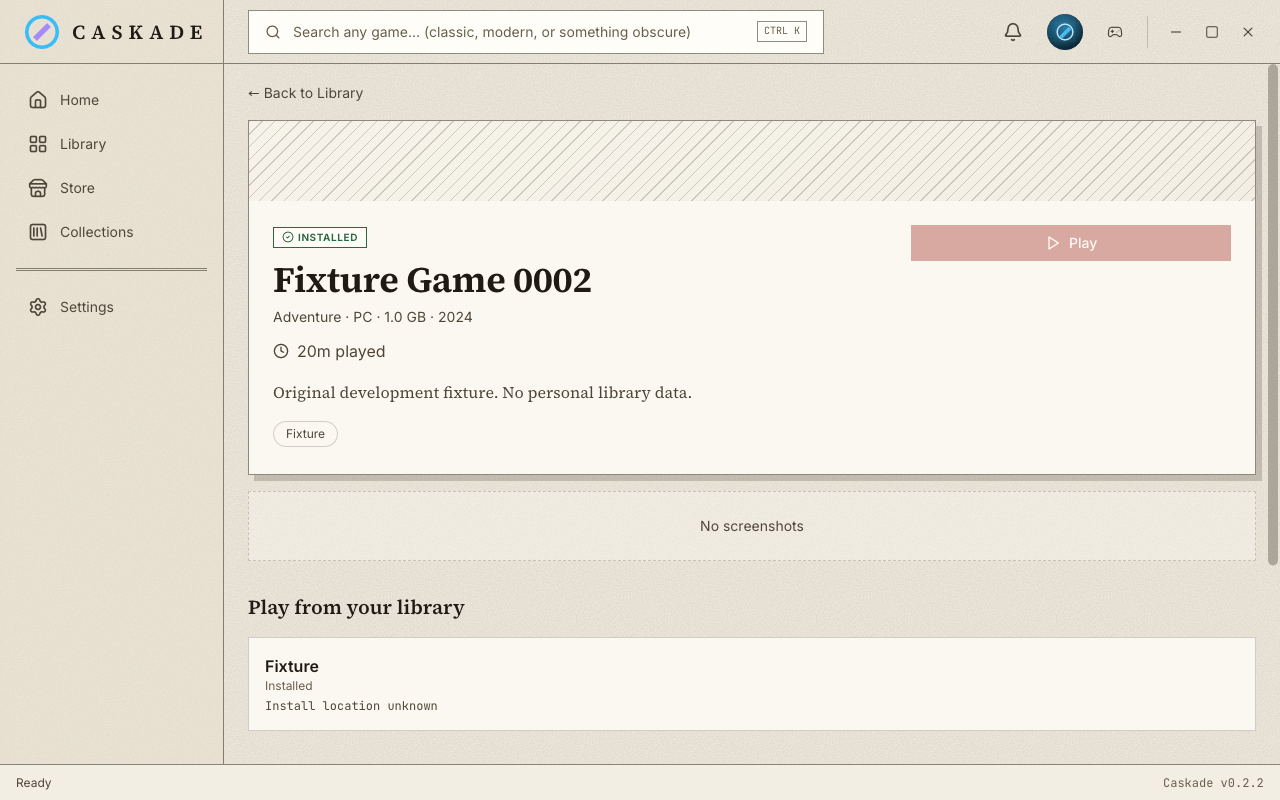 CASKADE
Search any game... (classic, modern, or something obscure)
CTRL K
Home
Library
Store
Collections
Settings
← Back to Library
INSTALLED
Play
Fixture Game 0002
Adventure · PC · 1.0 GB · 2024
20m played
Original development fixture. No personal library data.
Fixture
No screenshots
Play from your library
Fixture
Installed
Install location unknown
Ready
Caskade v0.2.2